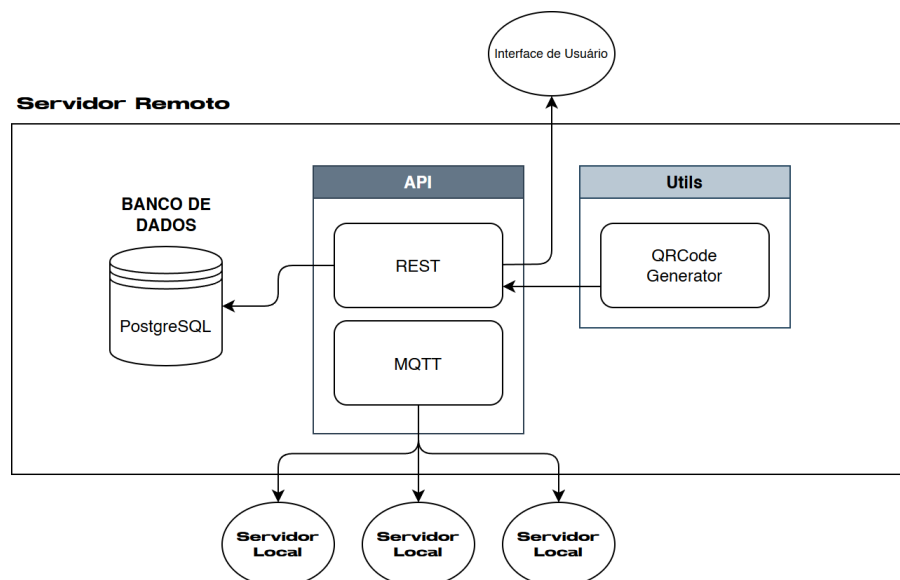 Interface de Usuário
Servidor Remoto
API
Utils
BANCO DE
DADOS
REST
QRCode
Generator
PostgreSQL
MQTT
Servidor
Local
Servidor
Local
Servidor
Local